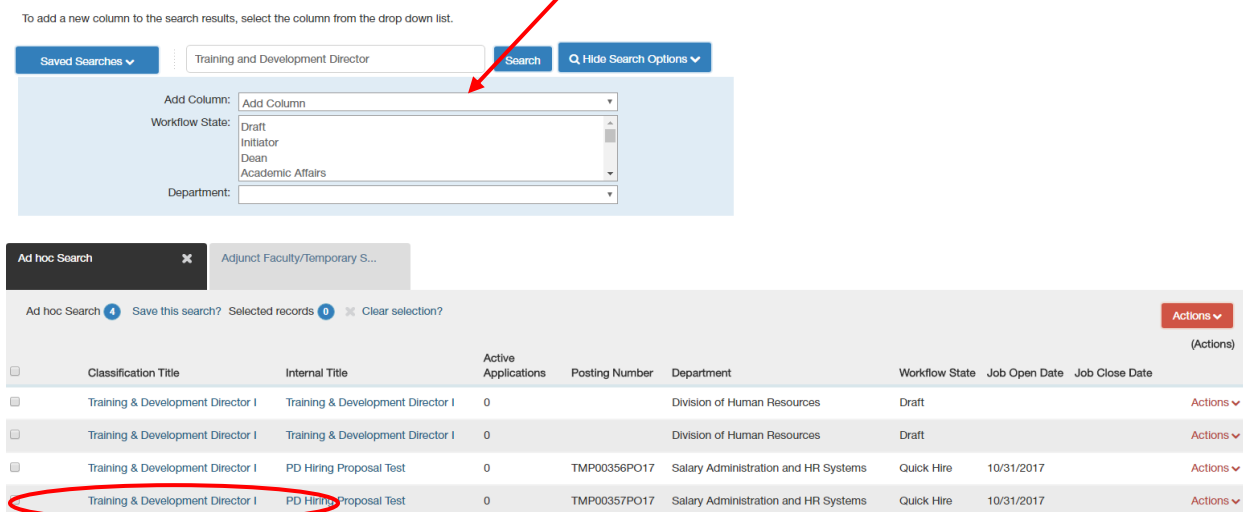 To add a new column to the search results, select the column from the drop down list.
Saved Searches Training and Development Director Search Hide Search Options
Add Column: Add Column
Workflow State: Draft
Initiator
Dean
Academic Affairs
Department:
Ad hoc Search Adjunct Faculty/Temporary S...
Ad hoc Search 4 Save this search? Selected records 0 Clear selection? Actions
(Actions)
Classification Title Internal Title Active Applications Posting Number Department Workflow State Job Open Date Job Close Date
Training & Development Director I Training & Development Director I 0 Division of Human Resources Draft Actions
Training & Development Director I Training & Development Director I 0 Division of Human Resources Draft Actions
Training & Development Director I PD Hiring Proposal Test 0 TMP00356PO17 Salary Administration and HR Systems Quick Hire 10/31/2017 Actions
Training & Development Director I PD Hiring Proposal Test 0 TMP00357PO17 Salary Administration and HR Systems Quick Hire 10/31/2017 Actions